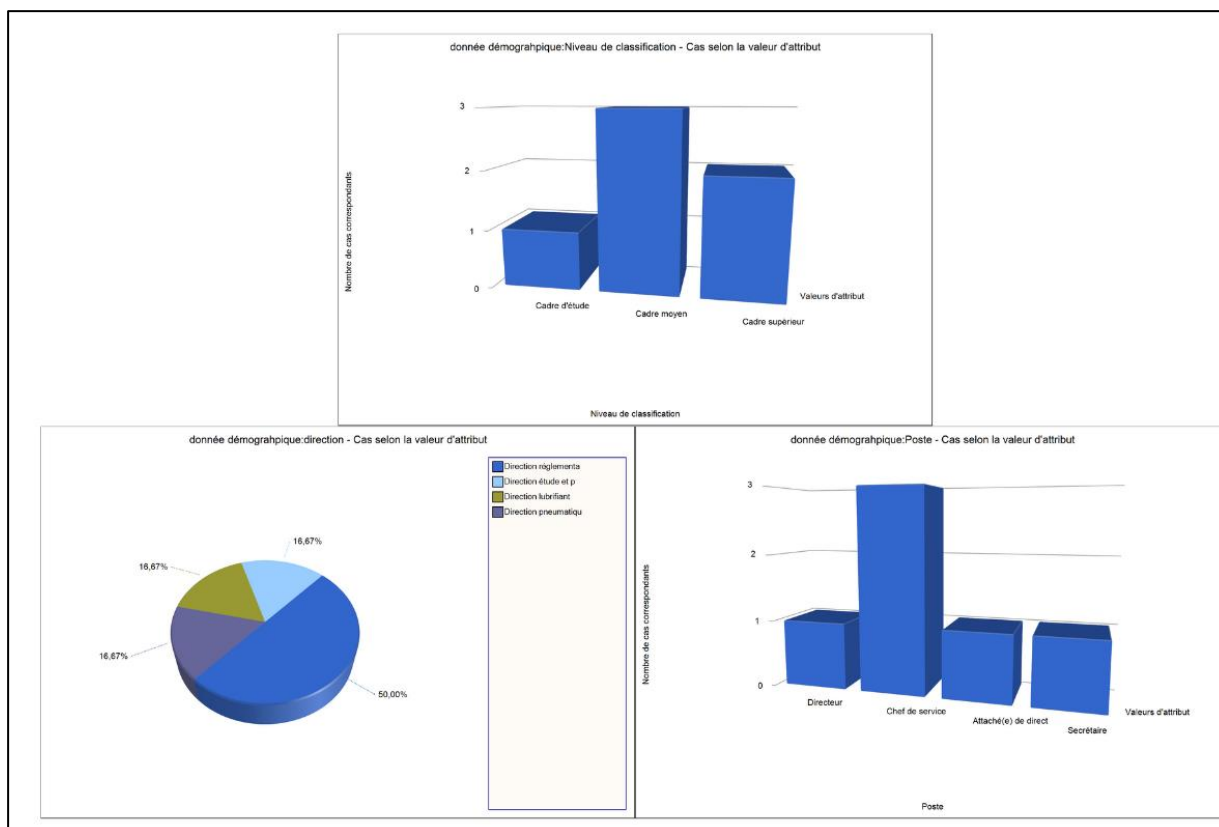 donnée démograhpique:Niveau de classification - Cas selon la valeur d'attribut
3
2
1
0
Nombre de cas correspondants
Cadre d'étude
Cadre moyen
Cadre supérieur
Valeurs d'attribut
Niveau de classification
donnée démograhpique:direction - Cas selon la valeur d'attribut
Direction réglementa
Direction étude et p
Direction lubrifiant
Direction pneumatiqu
16,67%
16,67%
16,67%
50,00%
donnée démograhpique:Poste - Cas selon la valeur d'attribut
3
2
1
0
Nombre de cas correspondants
Directeur
Chef de service
Attaché(e) de direct
Secrétaire
Valeurs d'attribut
Poste